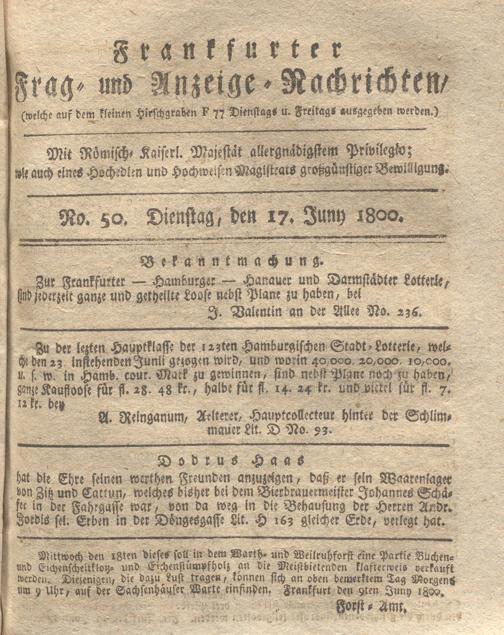 Frankfurter
Frag- und Anzeige-Nachrichten/
(welche auf dem kleinen Hirschgraben F 77 Dienstags u. Freitags ausgegeben werden.)
Mit Römisch-Kaiserl. Majestät allergnädigstem Privilegio;
wie auch eines Hochedlen und Hochweisen Magistrats großgünstiger Bewilligung.
No. 50. Dienstag, den 17. Juny 1800.
Bekanntmachung.
Zur Frankfurter — Hamburger — Hanauer und Darmstädter Lotterie,
sind jederzeit ganze und getheilte Loose nebst Plane zu haben, bei
J. Valentin an der Allee No. 236.
Zu der lezten Hauptklasse der 123ten Hamburgischen Stadt-Lotterie, wel-
che den 23. instehenden Junii gezogen wird, und worin 40,000. 20,000. 10,000.
u. s. w. in Hamb. cour. Mark zu gewinnen, sind nebst Plane noch zu haben,
ganze Kaufloose für fl. 28. 48 kr., halbe für fl. 14. 24 kr. und viertel für fl. 7.
12 kr. bey
A. Reinganum, Aelterer, Hauptcollecteur hinter der Schlim-
mauer Lit. D No. 93.
Dodrus Haas
hat die Ehre seinen werthen Freunden anzuzeigen, daß er sein Waarenlager
von Zitz und Cattun, welches bisher bei dem Bierbrauermeister Johannes Schä-
fer in der Fahrgasse war, von da weg in die Behausung der Herren Andr.
Jordis sel. Erben in der Döngesgasse Lit. H 163 gleicher Erde, verlegt hat.
Mittwoch den 18ten dieses soll in dem Warth- und Weilruhforst eine Partie Buchen-
und Eichenscheitholz- und Eichenstümpfholz an die Meistbietenden klafterweis verkauft
werden. Diejenigen, die dazu Lust tragen, können sich an oben bemerktem Tag Morgens
um 9 Uhr, auf der Sachsenhäuser Warte einfinden. Frankfurt den 9ten Juny 1800.
Forst-Amt.